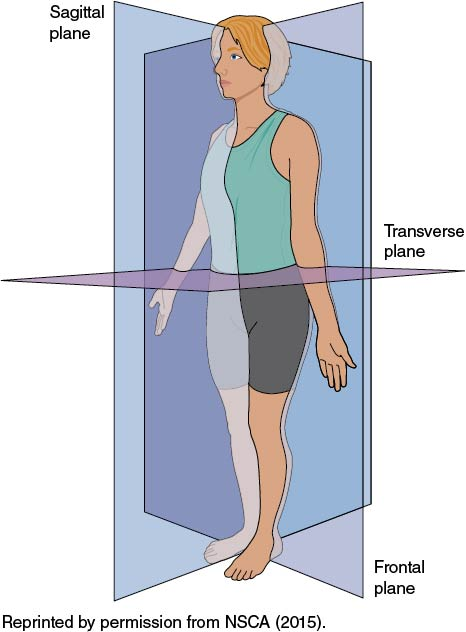 Sagittal
plane
Transverse
plane
Frontal
plane
Reprinted by permission from NSCA (2015).